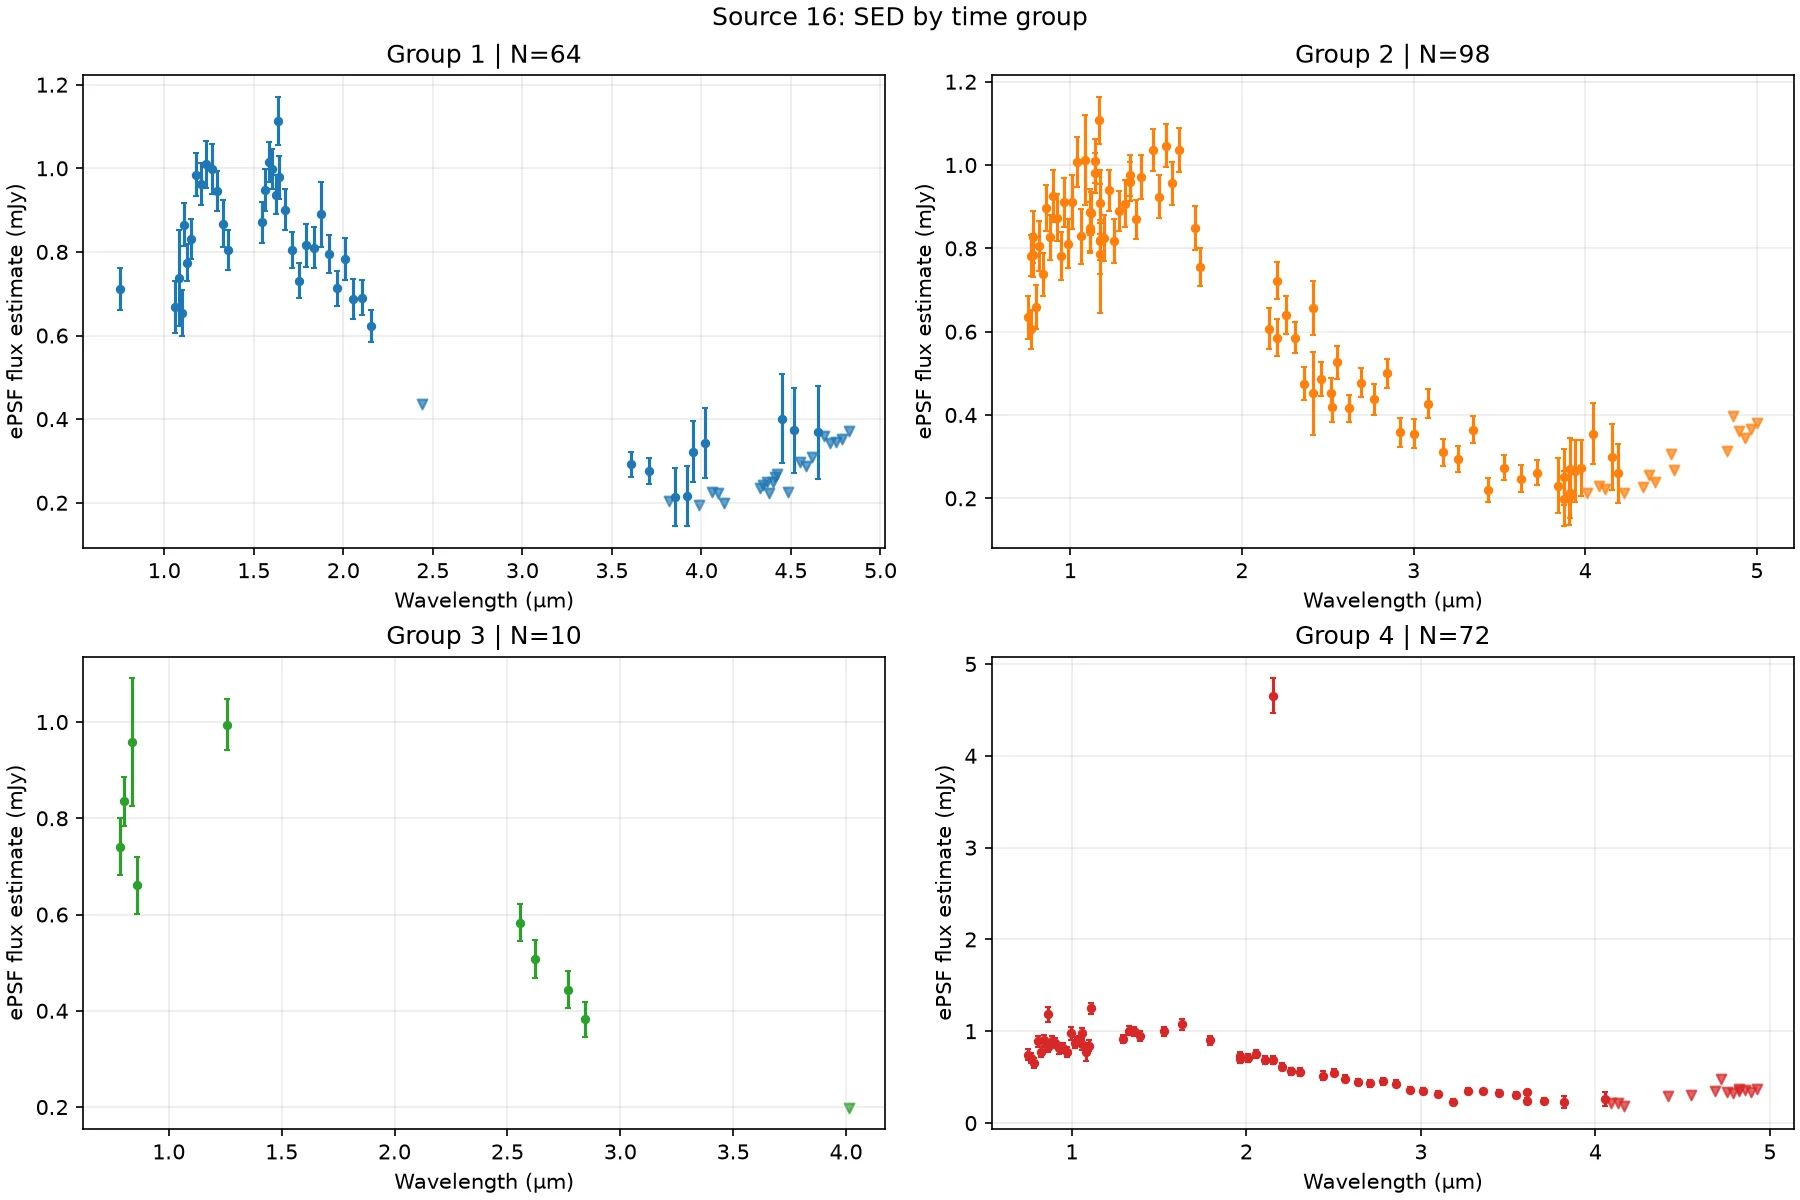 Source 16: SED by time group
Group 1 | N=64
1.2
1.0
0.8
0.6
0.4
0.2
ePSF flux estimate (mJy)
1.0 1.5 2.0 2.5 3.0 3.5 4.0 4.5 5.0
Wavelength (μm)
Group 2 | N=98
1.2
1.0
0.8
0.6
0.4
0.2
ePSF flux estimate (mJy)
1 2 3 4 5
Wavelength (μm)
Group 3 | N=10
1.0
0.8
0.6
0.4
0.2
ePSF flux estimate (mJy)
1.0 1.5 2.0 2.5 3.0 3.5 4.0
Wavelength (μm)
Group 4 | N=72
5
4
3
2
1
0
ePSF flux estimate (mJy)
1 2 3 4 5
Wavelength (μm)